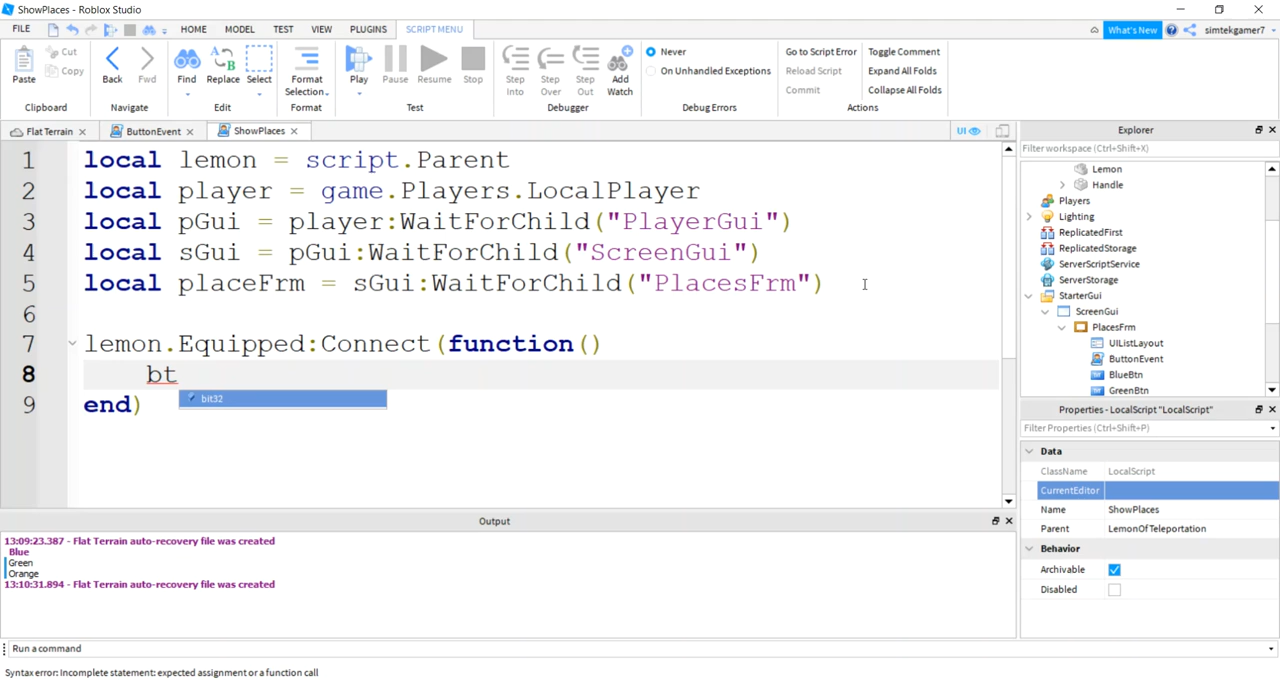 ShowPlaces - Roblox Studio
FILE HOME MODEL TEST VIEW PLUGINS SCRIPT MENU What's New simtekgamer7
Cut
Copy
Paste Back Fwd Find Replace Select Format Selection Play Pause Resume Stop Step Into Step Over Step Out Add Watch
Never
On Unhandled Exceptions
Go to Script Error
Reload Script
Commit
Toggle Comment
Expand All Folds
Collapse All Folds
Clipboard Navigate Edit Format Test Debugger Debug Errors Actions
Flat Terrain ButtonEvent ShowPlaces UI
1 local lemon = script.Parent
2 local player = game.Players.LocalPlayer
3 local pGui = player:WaitForChild("PlayerGui")
4 local sGui = pGui:WaitForChild("ScreenGui")
5 local placeFrm = sGui:WaitForChild("PlacesFrm")
6
7 lemon.Equipped:Connect(function()
8 bt
bit32
9 end)
Explorer
Filter workspace (Ctrl+Shift+X)
Lemon
Handle
Players
Lighting
ReplicatedFirst
ReplicatedStorage
ServerScriptService
ServerStorage
StarterGui
ScreenGui
PlacesFrm
UIListLayout
ButtonEvent
BlueBtn
GreenBtn
Properties - LocalScript "LocalScript"
Filter Properties (Ctrl+Shift+P)
Data
ClassName LocalScript
CurrentEditor
Name ShowPlaces
Parent LemonOfTeleportation
Behavior
Archivable
Disabled
Output
13:09:23.387 - Flat Terrain auto-recovery file was created
Blue
Green
Orange
13:10:31.894 - Flat Terrain auto-recovery file was created
Run a command
Syntax error: Incomplete statement: expected assignment or a function call